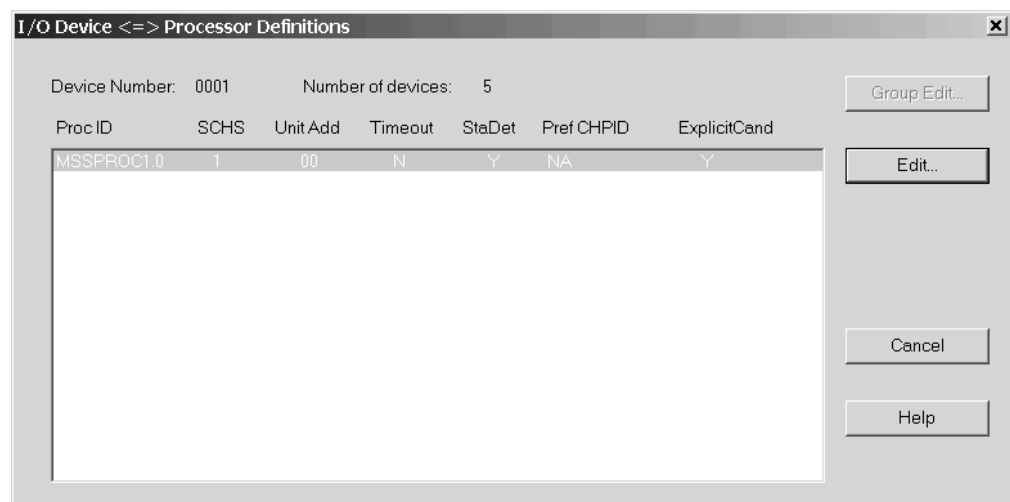 I/O Device <=> Processor Definitions
Device Number: 0001 Number of devices: 5
Group Edit...
Proc ID SCHS Unit Add Timeout StaDet Pref CHPID ExplicitCand
MSSPROC1.0 1 00 N Y NA Y
Edit...
Cancel
Help